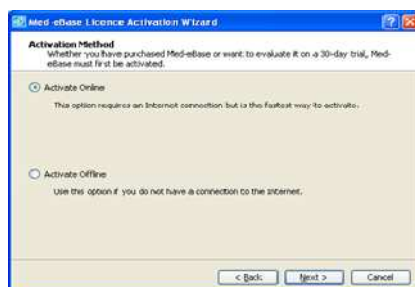 Med-eBase Licence Activation Wizard
Activation Method
Whether you have purchased Med-eBase or want to evaluate it on a 30-day trial, Med-
eBase must first be activated.
Activate Online
This option requires an Internet connection but is the fastest way to activate.
Activate Offline
Use this option if you do not have a connection to the Internet.
< Back
Next >
Cancel